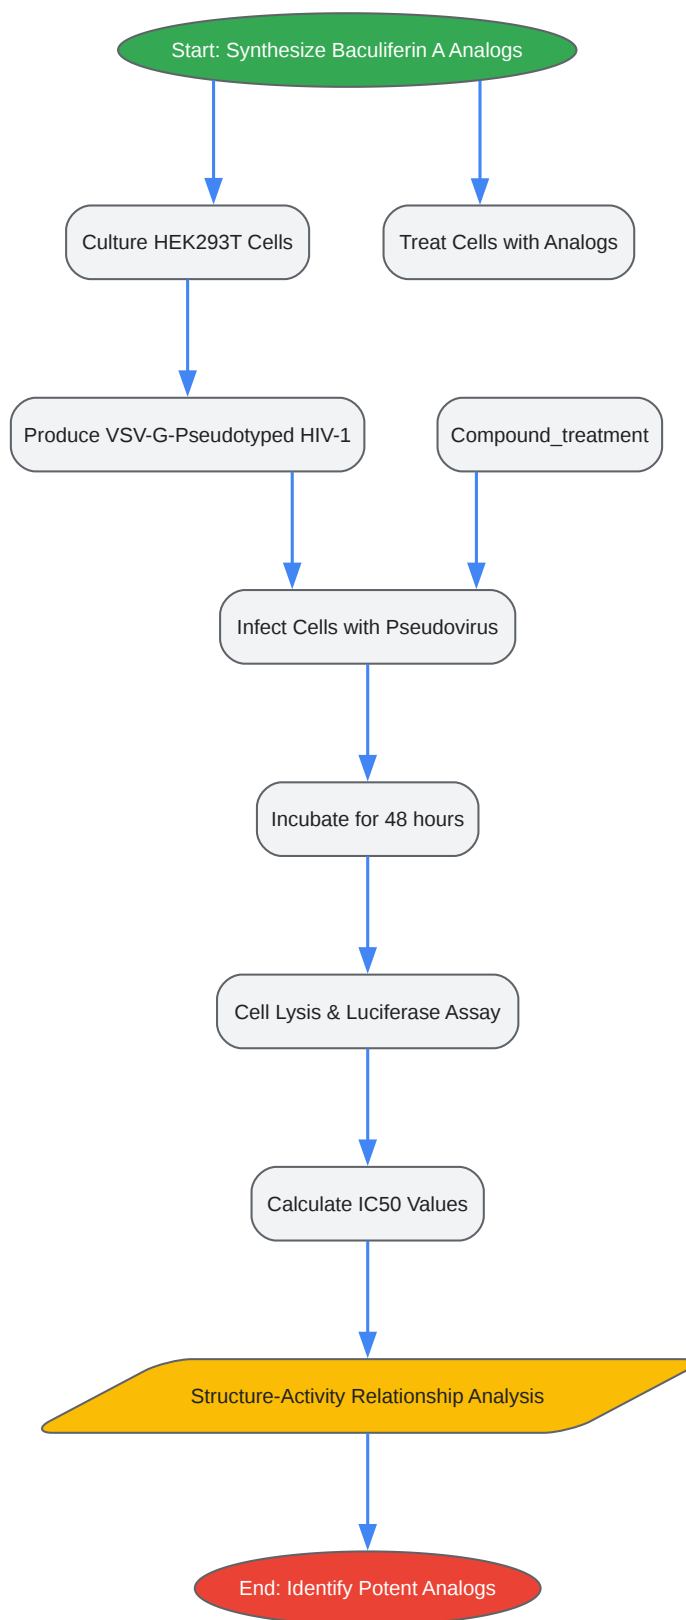 Start: Synthesize Baculiferin A Analogs
Culture HEK293T Cells
Treat Cells with Analogs
Produce VSV-G-Pseudotyped HIV-1
Compound_treatment
Infect Cells with Pseudovirus
Incubate for 48 hours
Cell Lysis & Luciferase Assay
Calculate IC50 Values
Structure-Activity Relationship Analysis
End: Identify Potent Analogs